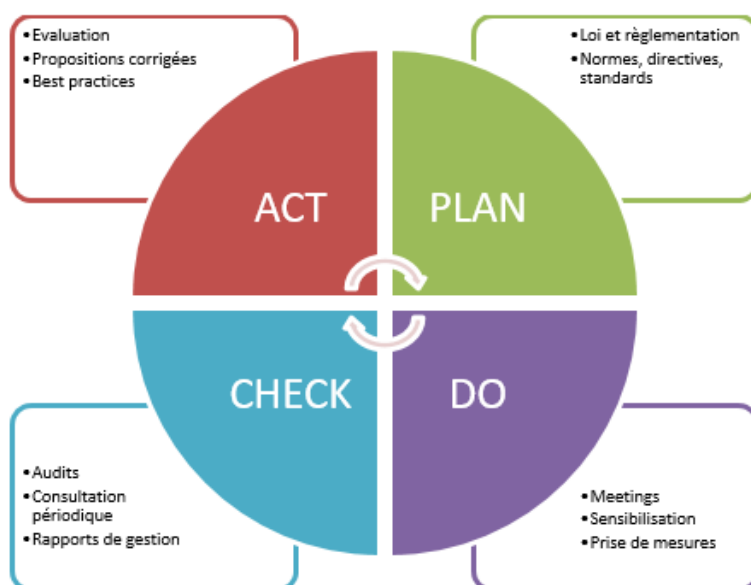 •Evaluation
•Propositions corrigées
•Best practices
•Loi et règlementation
•Normes, directives,
standards
ACT
PLAN
CHECK
DO
•Audits
•Consultation
périodique
•Rapports de gestion
•Meetings
•Sensibilisation
•Prise de mesures